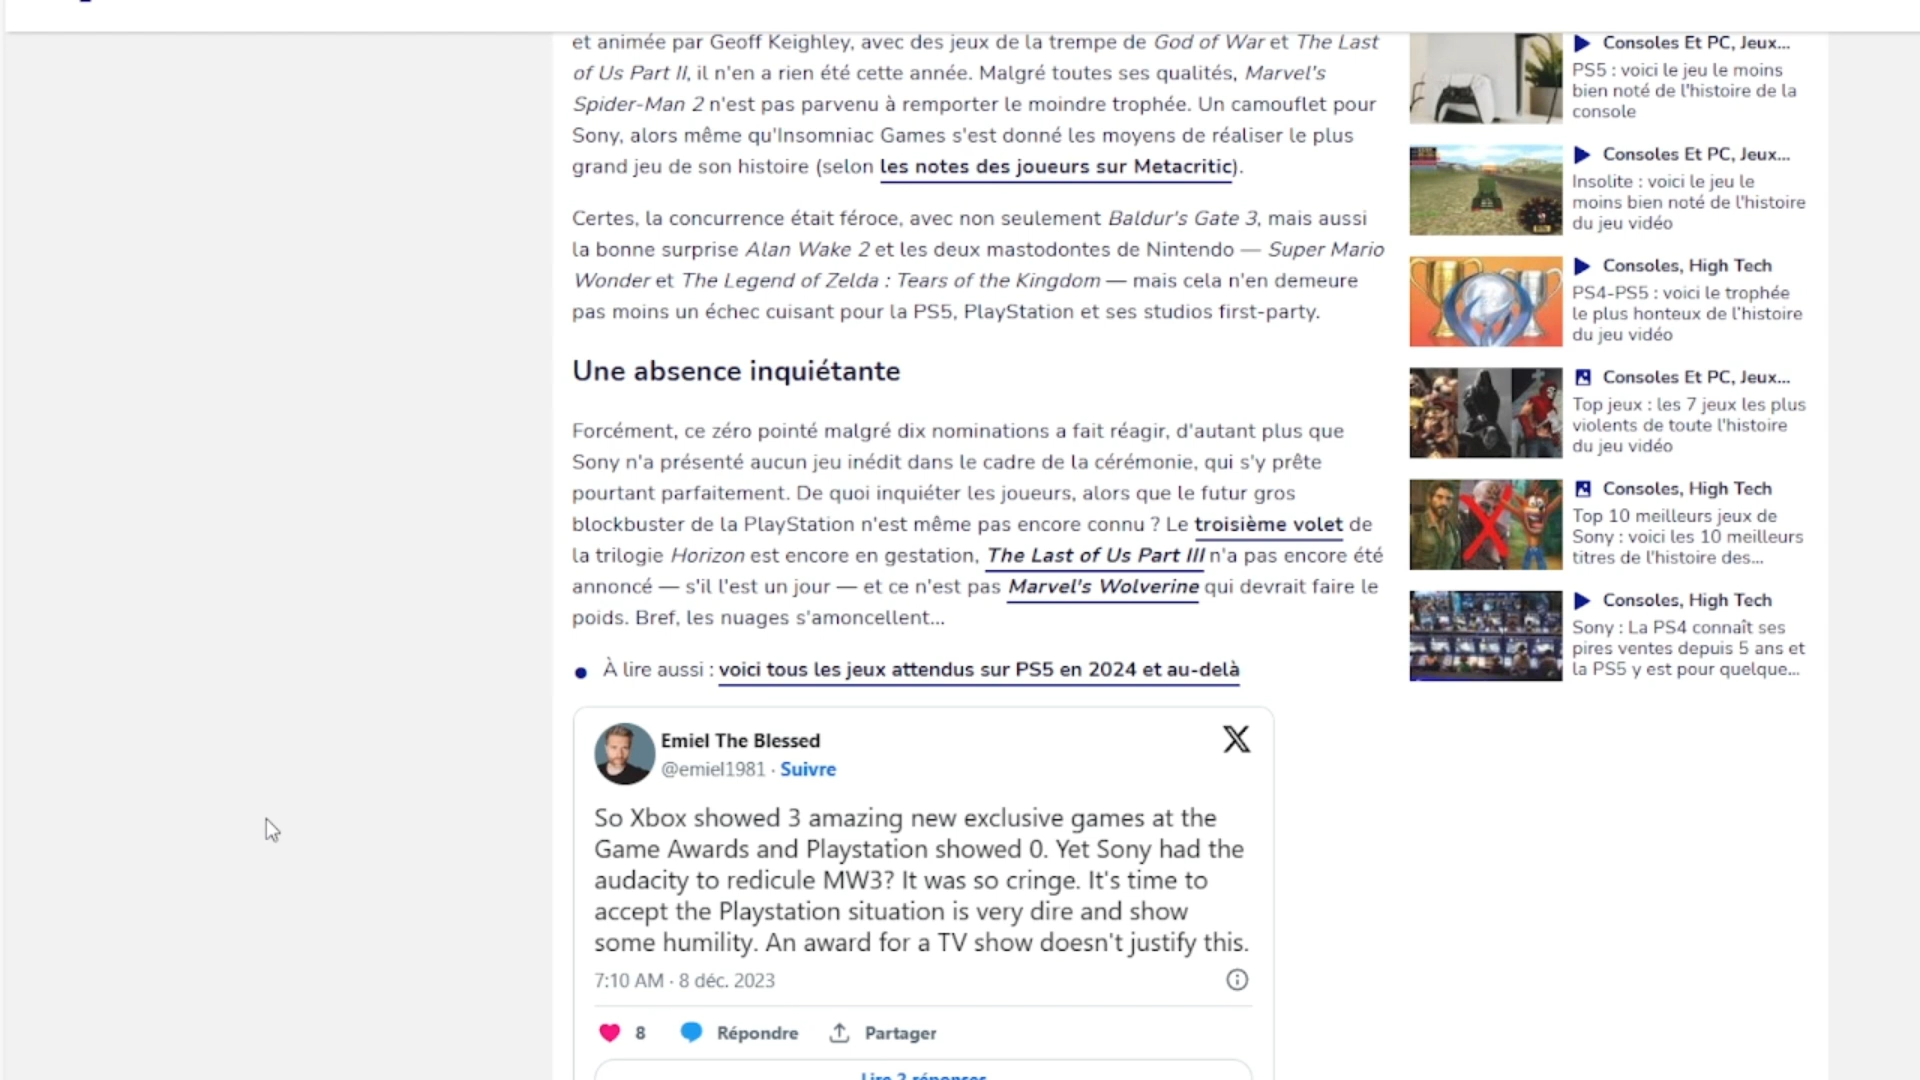 et animée par Geoff Keighley, avec des jeux de la trempe de God of War et The Last
of Us Part II, il n'en a rien été cette année. Malgré toutes ses qualités, Marvel's
Spider-Man 2 n'est pas parvenu à remporter le moindre trophée. Un camouflet pour
Sony, alors même qu'Insomniac Games s'est donné les moyens de réaliser le plus
grand jeu de son histoire (selon les notes des joueurs sur Metacritic).
Certes, la concurrence était féroce, avec non seulement Baldur's Gate 3, mais aussi
la bonne surprise Alan Wake 2 et les deux mastodontes de Nintendo — Super Mario
Wonder et The Legend of Zelda : Tears of the Kingdom — mais cela n'en demeure
pas moins un échec cuisant pour la PS5, PlayStation et ses studios first-party.
Une absence inquiétante
Forcément, ce zéro pointé malgré dix nominations a fait réagir, d'autant plus que
Sony n'a présenté aucun jeu inédit dans le cadre de la cérémonie, qui s'y prête
pourtant parfaitement. De quoi inquiéter les joueurs, alors que le futur gros
blockbuster de la PlayStation n'est même pas encore connu ? Le troisième volet de
la trilogie Horizon est encore en gestation, The Last of Us Part III n'a pas encore été
annoncé — s'il l'est un jour — et ce n'est pas Marvel's Wolverine qui devrait faire le
poids. Bref, les nuages s'amoncellent...
À lire aussi : voici tous les jeux attendus sur PS5 en 2024 et au-delà
Emiel The Blessed
@emiel1981 · Suivre
So Xbox showed 3 amazing new exclusive games at the
Game Awards and Playstation showed 0. Yet Sony had the
audacity to redicule MW3? It was so cringe. It's time to
accept the Playstation situation is very dire and show
some humility. An award for a TV show doesn't justify this.
7:10 AM · 8 déc. 2023
8 Répondre Partager
Lire 2 réponses
Consoles Et PC, Jeux...
PS5 : voici le jeu le moins
bien noté de l'histoire de la
console
Consoles Et PC, Jeux...
Insolite : voici le jeu le
moins bien noté de l'histoire
du jeu vidéo
Consoles, High Tech
PS4-PS5 : voici le trophée
le plus honteux de l'histoire
du jeu vidéo
Consoles Et PC, Jeux...
Top jeux : les 7 jeux les plus
violents de toute l'histoire
du jeu vidéo
Consoles, High Tech
Top 10 meilleurs jeux de
Sony : voici les 10 meilleurs
titres de l'histoire des...
Consoles, High Tech
Sony : La PS4 connaît ses
pires ventes depuis 5 ans et
la PS5 y est pour quelque...